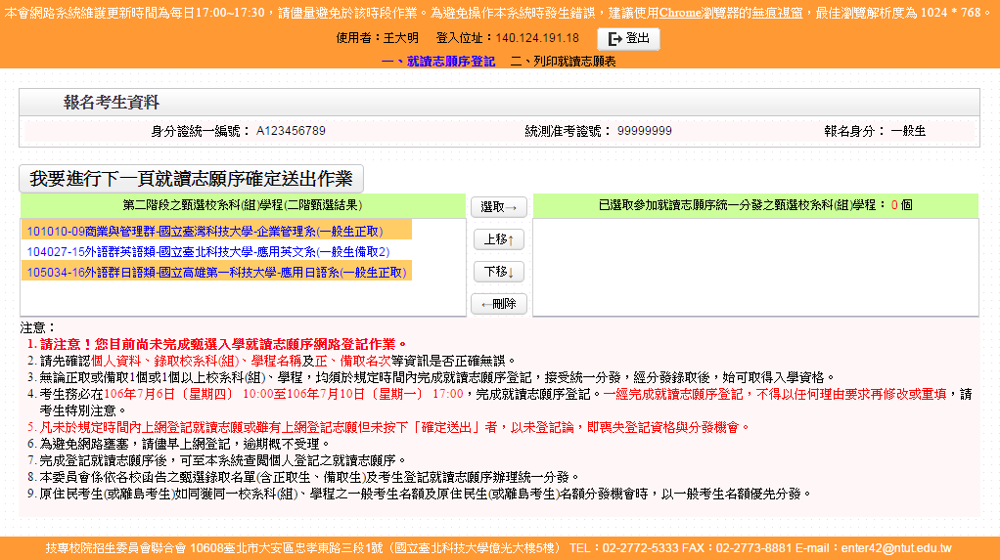 本會網路系統維護更新時間為每日17:00~17:30，請儘量避免於該時段作業。為避免操作本系統時發生錯誤，建議使用Chrome瀏覽器的無痕視窗，最佳瀏覽解析度為 1024 * 768。
使用者：王大明 登入位址：140.124.191.18 登出
一、就讀志願序登記 二、列印就讀志願表
報名考生資料
身分證統一編號： A123456789 統測准考證號： 99999999 報名身分： 一般生
我要進行下一頁就讀志願序確定送出作業
第二階段之甄選校系科(組)學程(二階甄選結果) 選取→ 已選取參加就讀志願序統一分發之甄選校系科(組)學程： 0 個
101010-09商業與管理群-國立臺灣科技大學-企業管理系(一般生正取)
上移↑
104027-15外語群英語類-國立臺北科技大學-應用英文系(一般生備取2)
105034-16外語群日語類-國立高雄第一科技大學-應用日語系(一般生正取)
下移↓
←刪除
注意：
1. 請注意！您目前尚未完成甄選入學就讀志願序網路登記作業。
2. 請先確認個人資料、錄取校系科(組)、學程名稱及正、備取名次等資訊是否正確無誤。
3. 無論正取或備取1個或1個以上校系科(組)、學程，均須於規定時間內完成就讀志願序登記，接受統一分發，經分發錄取後，始可取得入學資格。
4. 考生務必在106年7月6日〔星期四〕 10:00至106年7月10日〔星期一〕 17:00，完成就讀志願序登記。一經完成就讀志願序登記，不得以任何理由要求再修改或重填，請
考生特別注意。
5. 凡未於規定時間內上網登記就讀志願或雖有上網登記志願但未按下「確定送出」者，以未登記論，即喪失登記資格與分發機會。
6. 為避免網路壅塞，請儘早上網登記，逾期概不受理。
7. 完成登記就讀志願序後，可至本系統查閱個人登記之就讀志願序。
8. 本委員會係依各校函告之甄選錄取名單(含正取生、備取生)及考生登記就讀志願序辦理統一分發。
9. 原住民考生(或離島考生)如同獲同一校系科(組)、學程之一般考生名額及原住民生(或離島考生)名額分發機會時，以一般考生名額優先分發。
技專校院招生委員會聯合會 10608臺北市大安區忠孝東路三段1號（國立臺北科技大學億光大樓5樓） TEL：02-2772-5333 FAX：02-2773-8881 E-mail：enter42@ntut.edu.tw